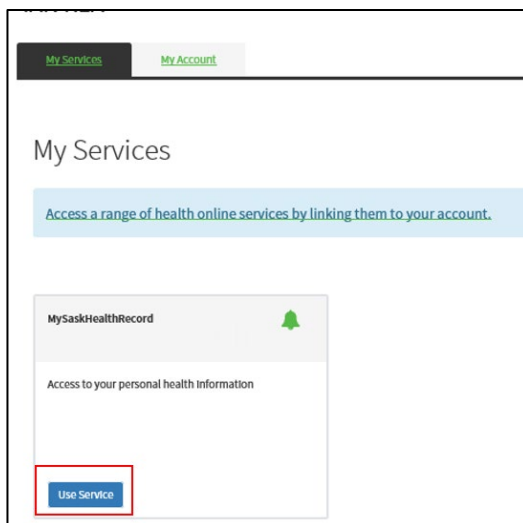 My Services
My Account
My Services
Access a range of health online services by linking them to your account.
MySaskHealthRecord
Access to your personal health Information
Use Service